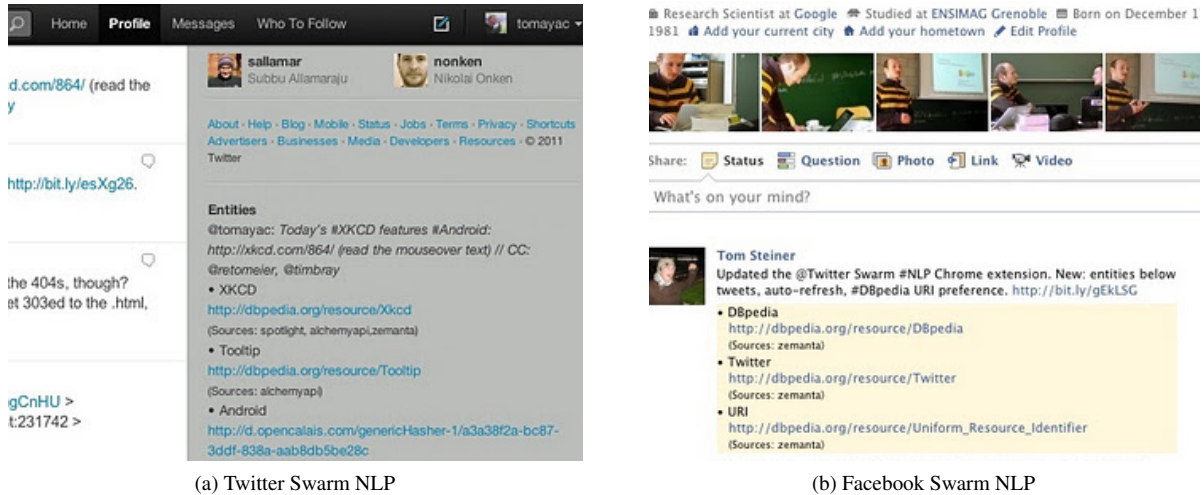 Home Profile Messages Who To Follow tomayac
d.com/864/ (read the
y
http://bit.ly/esXg26.
the 404s, though?
et 303ed to the .html,
gCnHU >
t:231742 >
sallamar
Subbu Allamaraju
nonken
Nikolai Onken
About · Help · Blog · Mobile · Status · Jobs · Terms · Privacy · Shortcuts
Advertisers · Businesses · Media · Developers · Resources · © 2011
Twitter
Entities
@tomayac: Today's #XKCD features #Android:
http://xkcd.com/864/ (read the mouseover text) // CC:
@retomeier, @timbray
• XKCD
http://dbpedia.org/resource/Xkcd
(Sources: spotlight, alchemyapi,zemanta)
• Tooltip
http://dbpedia.org/resource/Tooltip
(Sources: alchemyapi)
• Android
http://d.opencalais.com/genericHasher-1/a3a38f2a-bc87-
3ddf-838a-aab8db5be28c
(a) Twitter Swarm NLP
Research Scientist at Google Studied at ENSIMAG Grenoble Born on December 1
1981 Add your current city Add your hometown Edit Profile
Share: Status Question Photo Link Video
What's on your mind?
Tom Steiner
Updated the @Twitter Swarm #NLP Chrome extension. New: entities below
tweets, auto-refresh, #DBpedia URI preference. http://bit.ly/gEkLSG
• DBpedia
http://dbpedia.org/resource/DBpedia
(Sources: zemanta)
• Twitter
http://dbpedia.org/resource/Twitter
(Sources: zemanta)
• URI
http://dbpedia.org/resource/Uniform_Resource_Identifier
(Sources: zemanta)
(b) Facebook Swarm NLP